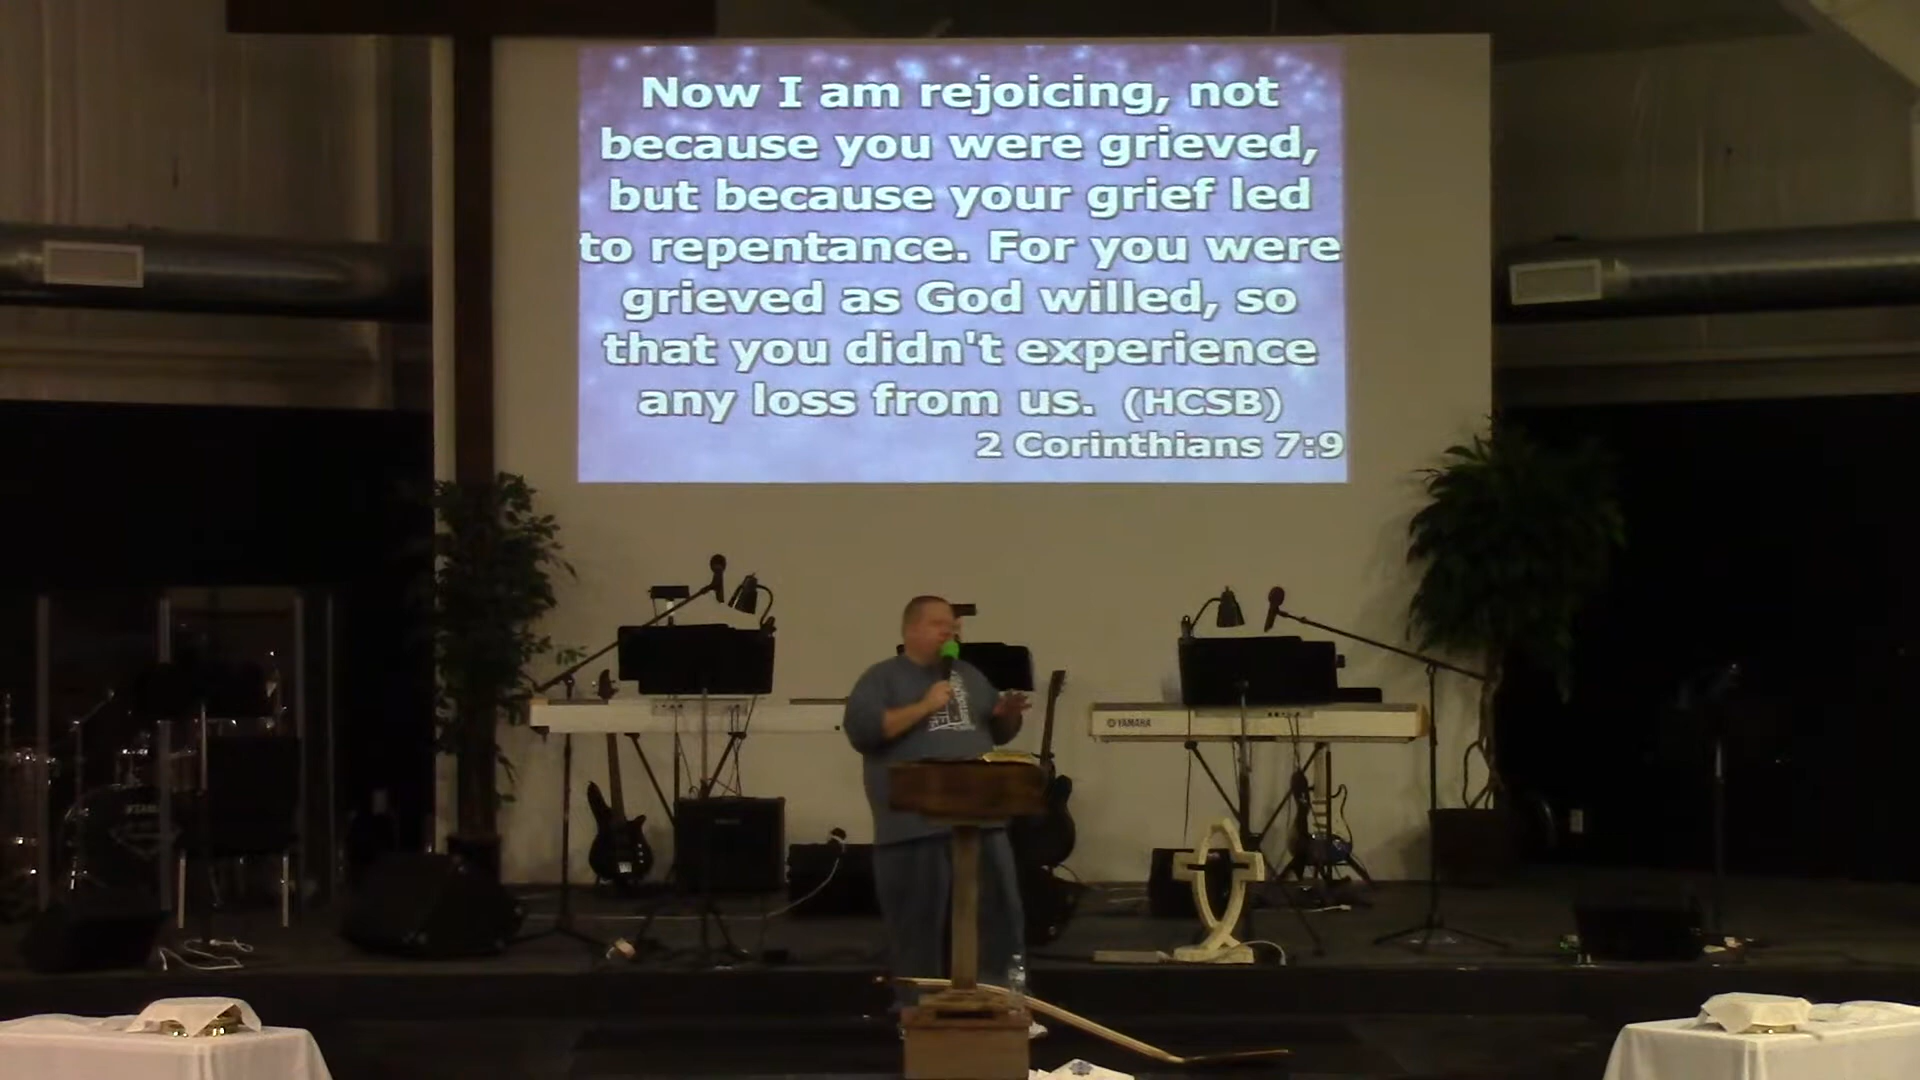 Now I am rejoicing, not
because you were grieved,
but because your grief led
to repentance. For you were
grieved as God willed, so
that you didn't experience
any loss from us. (HCSB)
2 Corinthians 7:9
YAMAHA